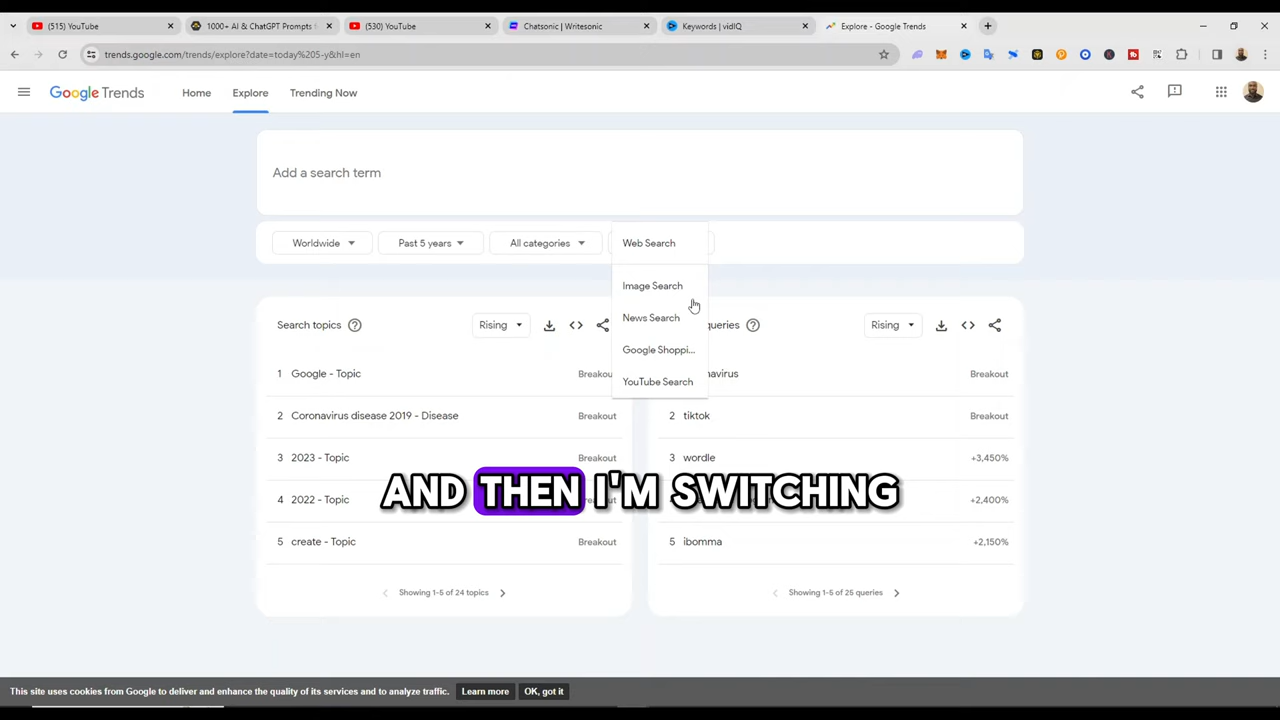 (515) YouTube
1000+ AI & ChatGPT Prompts f
(530) YouTube
Chatsonic | Writesonic
Keywords | vidIQ
Explore - Google Trends
trends.google.com/trends/explore?date=today%205-y&hl=en
Google Trends
Home
Explore
Trending Now
Add a search term
Worldwide
Past 5 years
All categories
Web Search
Image Search
News Search
Google Shoppi...
YouTube Search
Search topics
Rising
queries
Rising
1 Google - Topic Breakou
2 Coronavirus disease 2019 - Disease Breakout
3 2023 - Topic Breakout
4 2022 - Topic Breakout
5 create - Topic Breakout
Showing 1-5 of 24 topics
navirus Breakout
2 tiktok Breakout
3 wordle +3,450%
+2,400%
5 ibomma +2,150%
Showing 1-5 of 25 queries
AND THEN I'M SWITCHING
This site uses cookies from Google to deliver and enhance the quality of its services and to analyze traffic.
Learn more
OK, got it